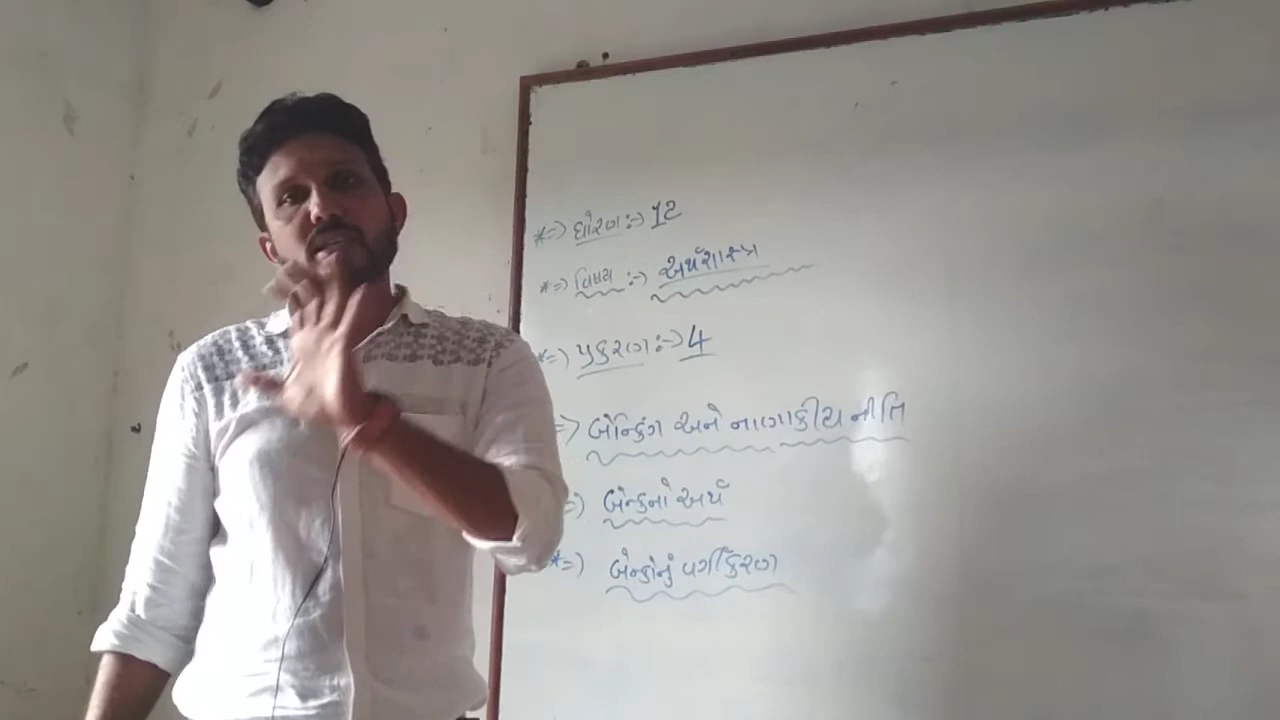 *=> ધોરણ :-> 12
*=> વિષય :-> અર્થશાસ્ત્ર
*=) પ્રકરણ :-> 4
=> બેન્કિંગ અને નાણાકીય નીતિ
=) બેન્કનો અર્થ
*=) બેન્કોનું વર્ગીકરણ